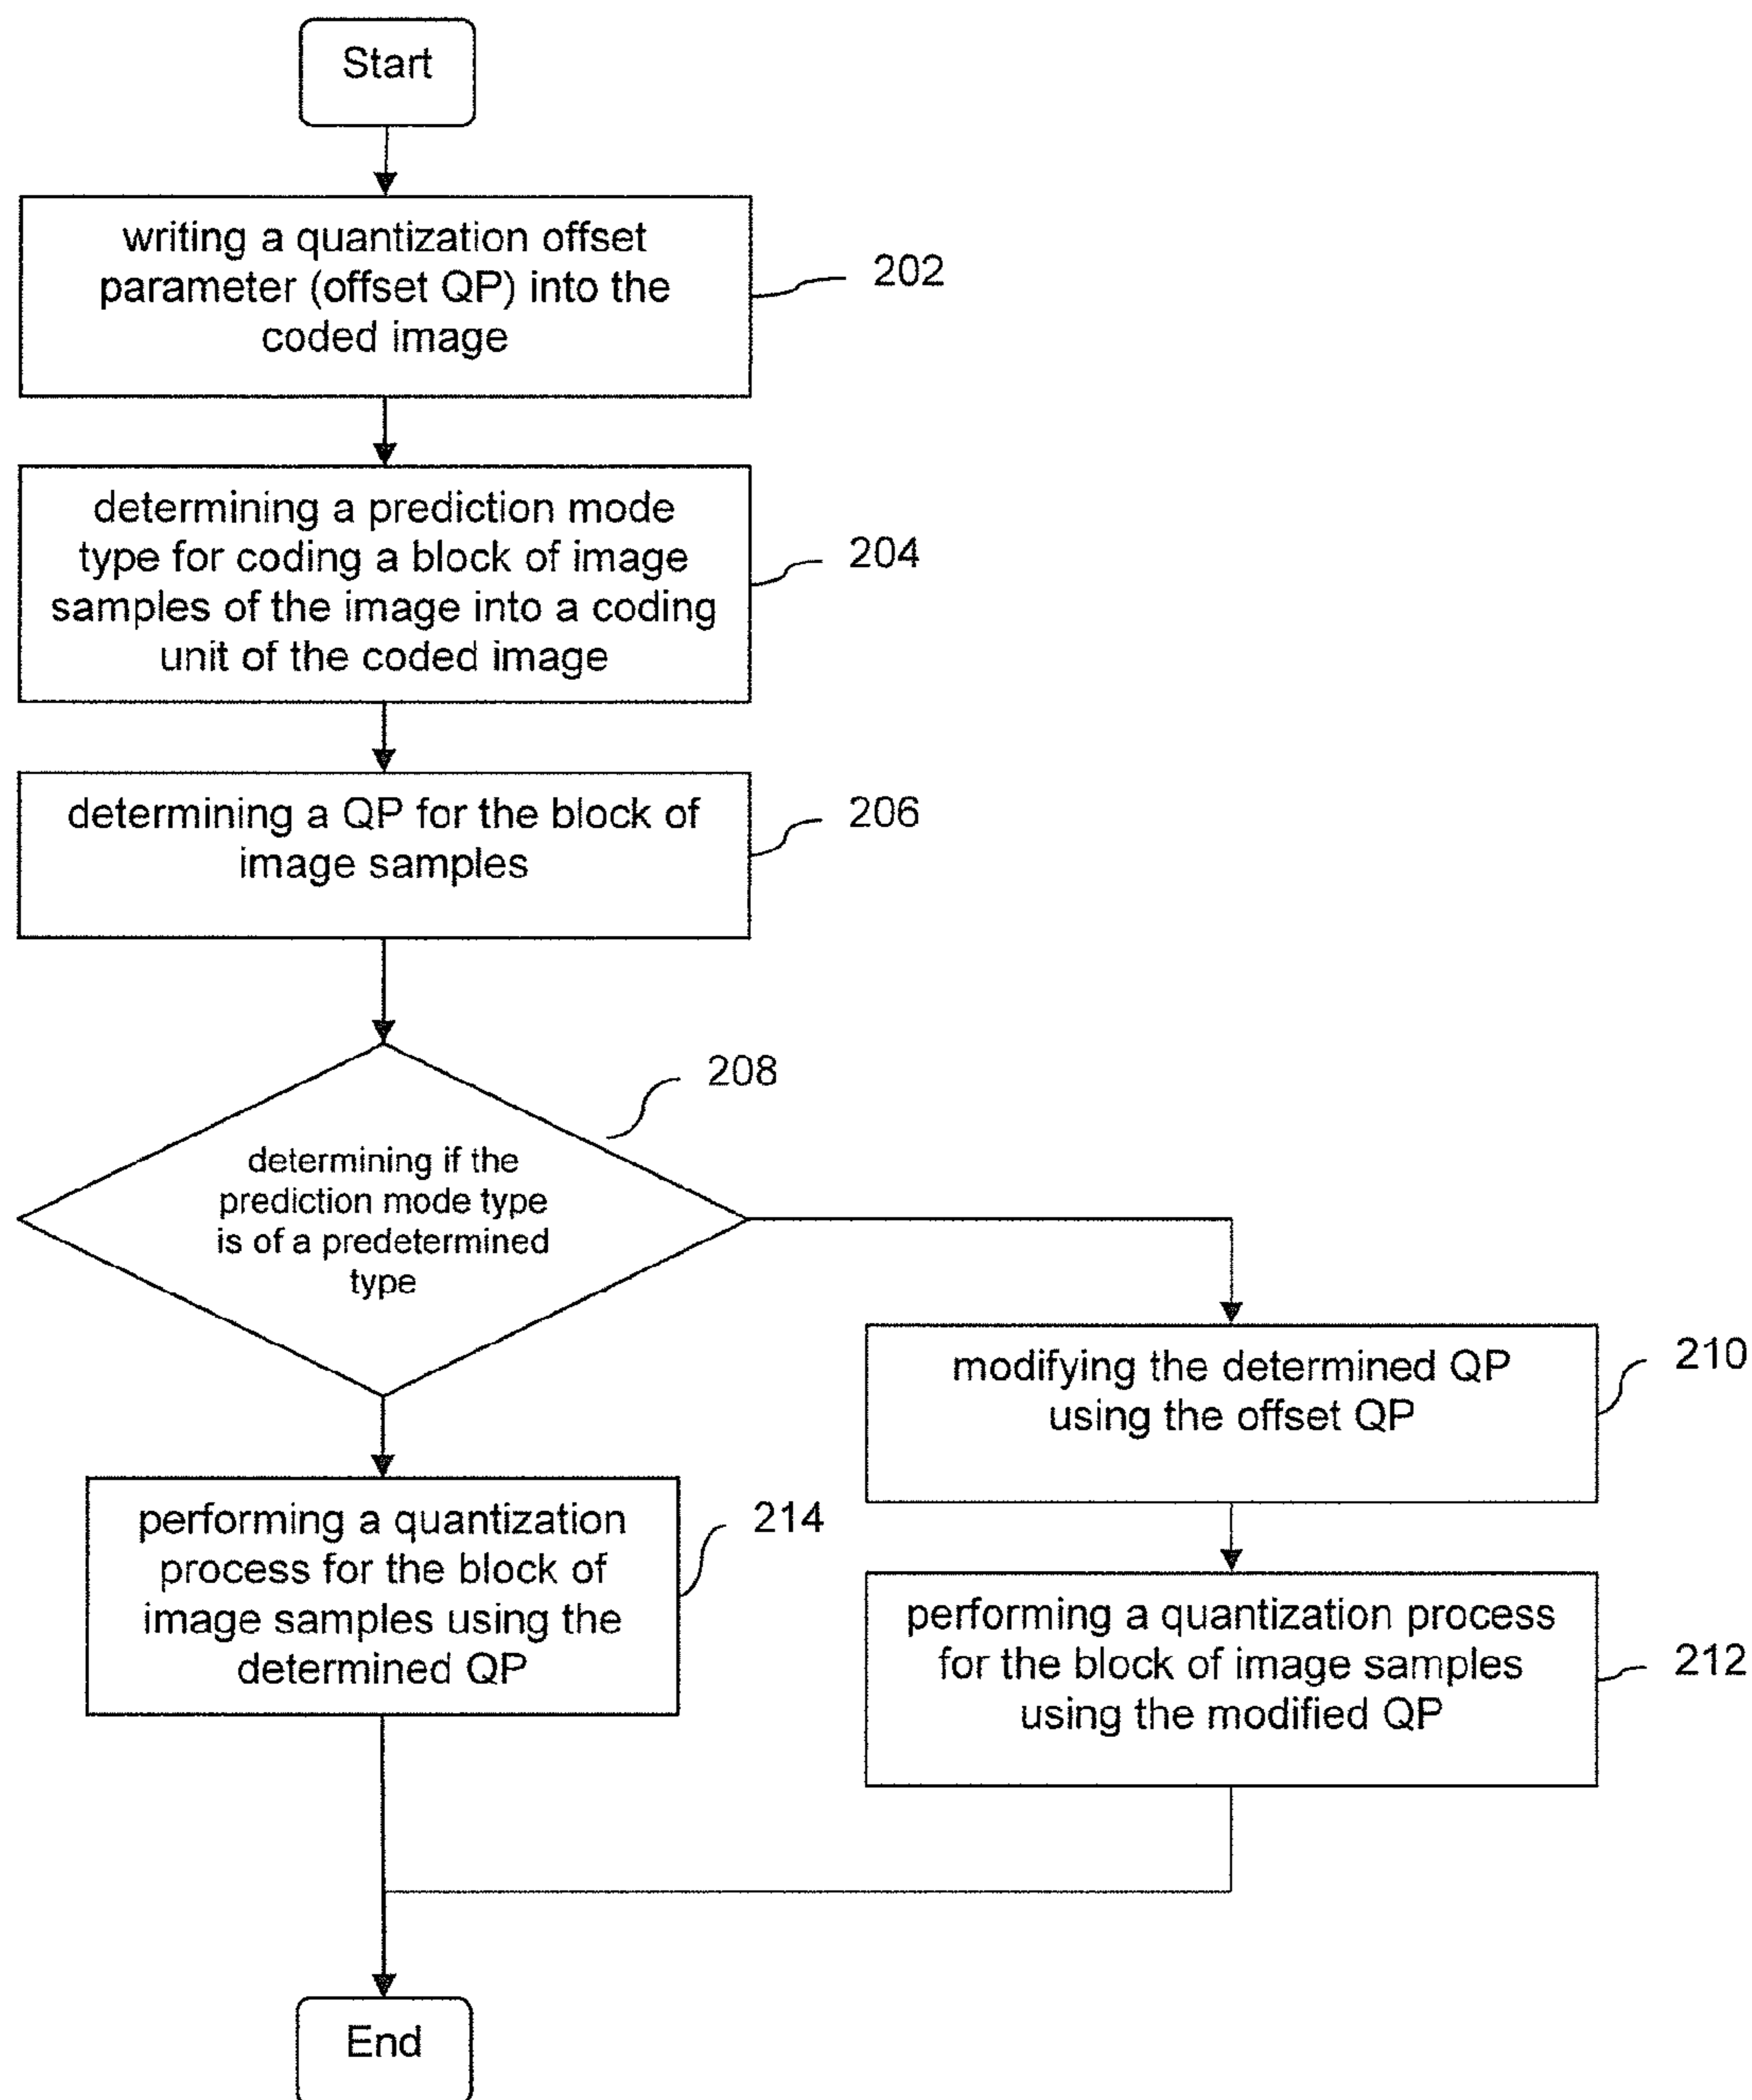 Start
writing a quantization offset
parameter (offset QP) into the
coded image
202
determining a prediction mode
type for coding a block of image
samples of the image into a coding
unit of the coded image
204
determining a QP for the block of
image samples
206
208
determining if the
prediction mode type
is of a predetermined
type
modifying the determined QP
using the offset QP
210
performing a quantization
process for the block of
image samples using the
determined QP
214
performing a quantization process
for the block of image samples
using the modified QP
212
End